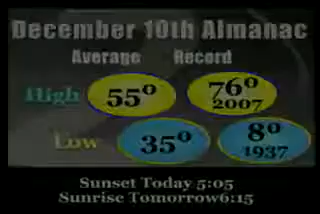 December 10th Almanac
Average Record
High 55° 76°
2007
Low 35° 8°
1937
Sunset Today 5:05
Sunrise Tomorrow6:15